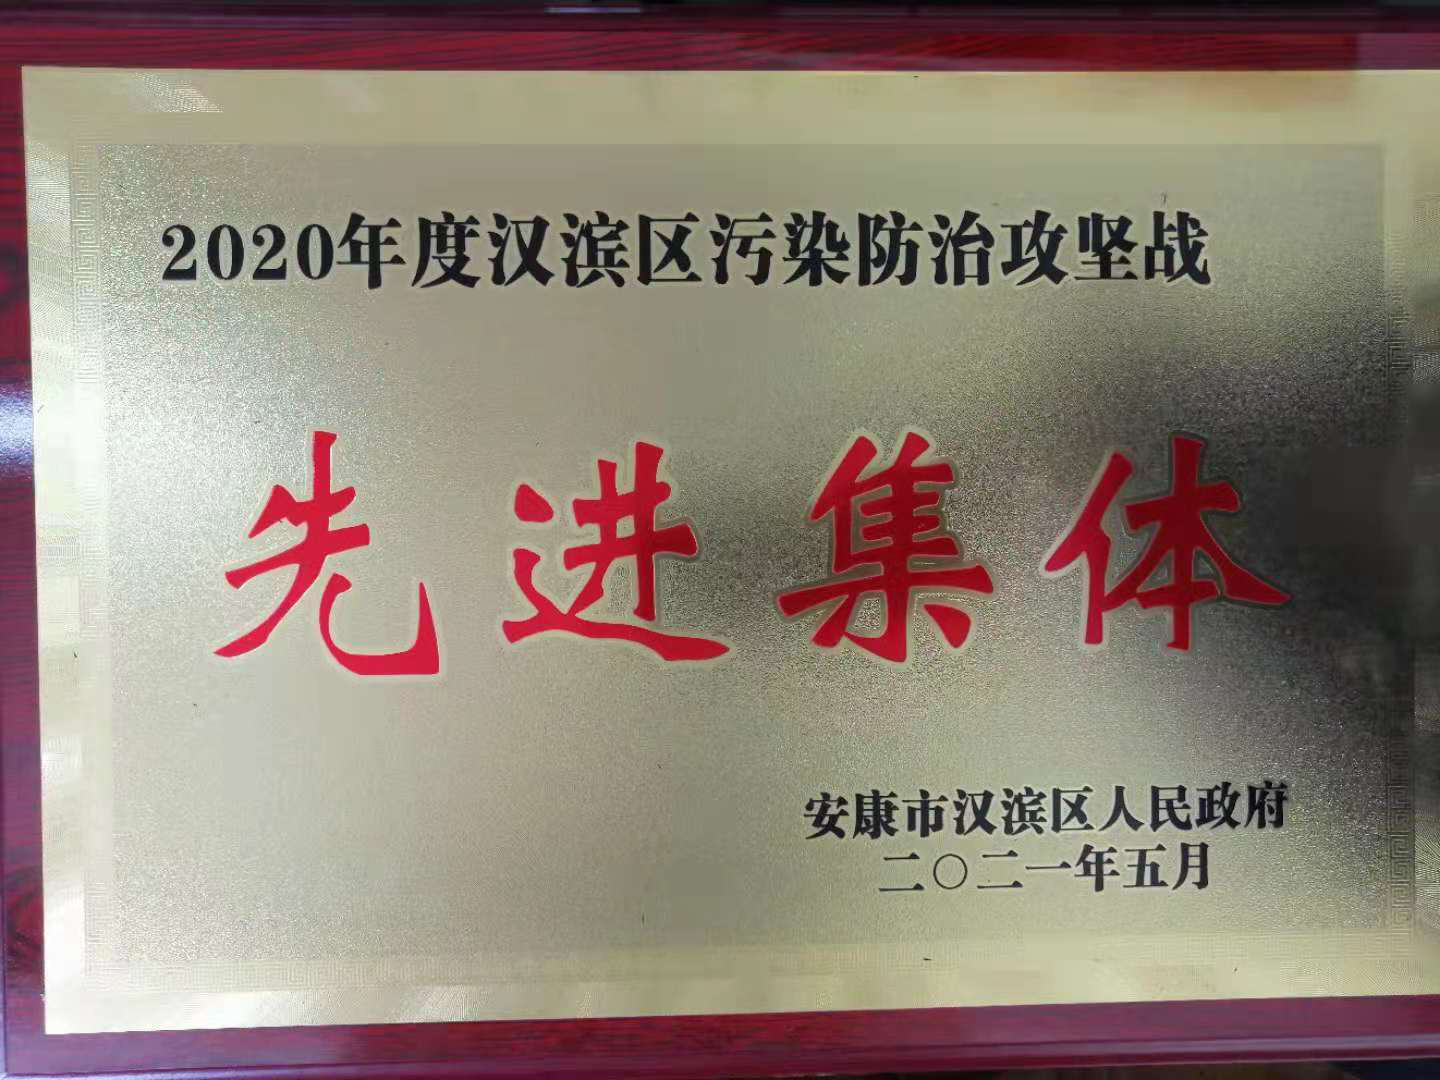 2020年度汉滨区污染防治攻坚战
先进集体
安康市汉滨区人民政府
二〇二一年五月